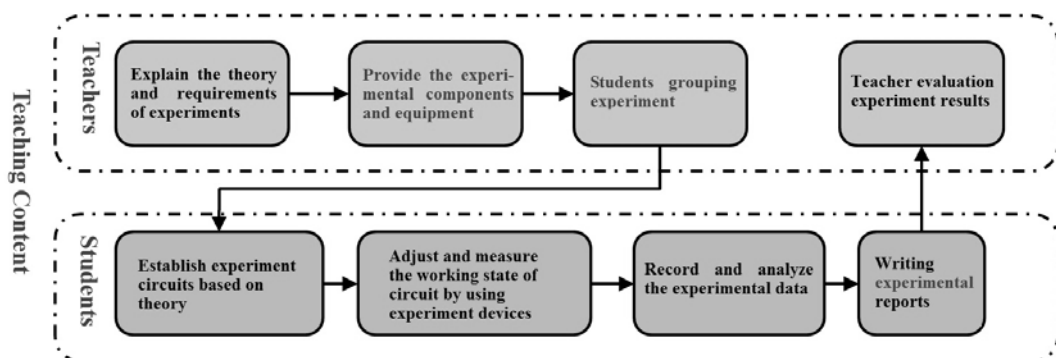 Teaching Content
Teachers
Explain the theory
and requirements
of experiments
Provide the experi-
mental components
and equipment
Students grouping
experiment
Teacher evaluation
experiment results
Students
Establish experiment
circuits based on
theory
Adjust and measure
the working state of
circuit by using
experiment devices
Record and analyze
the experimental data
Writing
experimental
reports